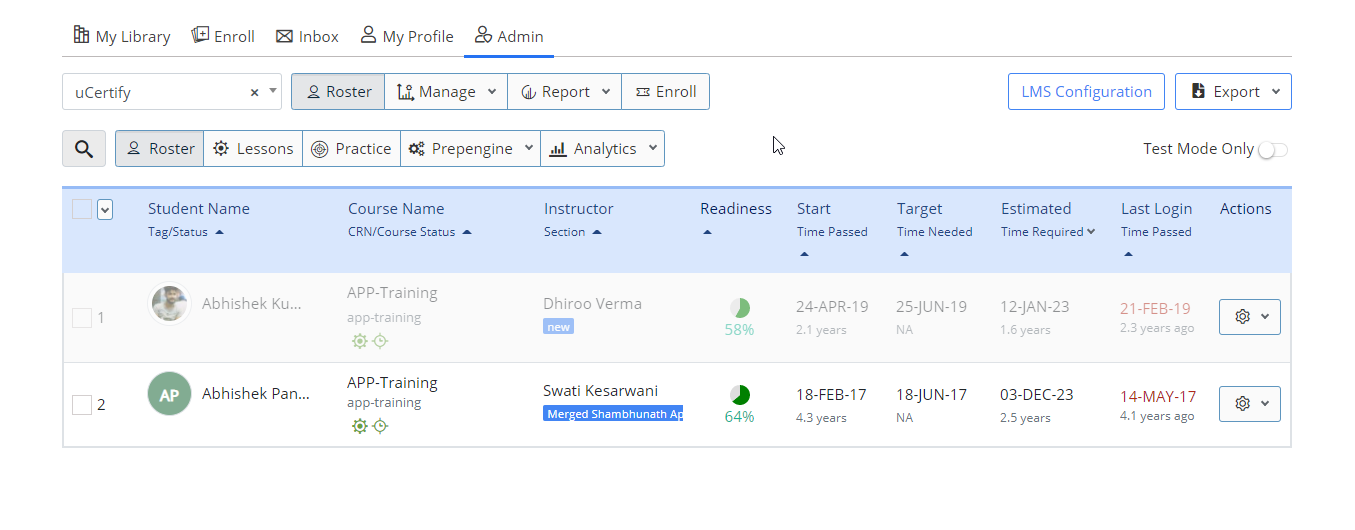 My Library Enroll Inbox My Profile Admin
uCertify × Roster Manage Report Enroll LMS Configuration Export
Roster Lessons Practice Prepengine Analytics Test Mode Only
Student Name Course Name Instructor Readiness Start Target Estimated Last Login Actions
Tag/Status CRN/Course Status Section Time Passed Time Needed Time Required Time Passed
1 Abhishek Ku... APP-Training Dhiroo Verma 24-APR-19 25-JUN-19 12-JAN-23 21-FEB-19
app-training new 58% 2.1 years NA 1.6 years 2.3 years ago
2 AP Abhishek Pan... APP-Training Swati Kesarwani 18-FEB-17 18-JUN-17 03-DEC-23 14-MAY-17
app-training Merged Shambhunath Ap 64% 4.3 years NA 2.5 years 4.1 years ago